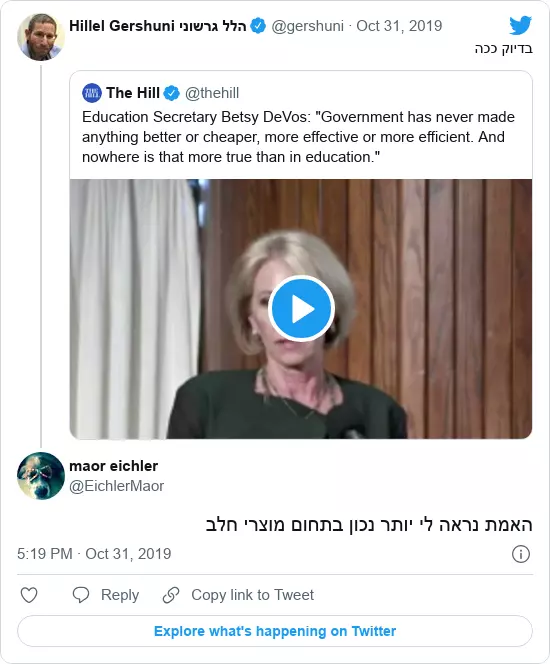 Hillel Gershuni הלל גרשוני @gershuni · Oct 31, 2019
בדיוק ככה
The Hill @thehill
Education Secretary Betsy DeVos: "Government has never made
anything better or cheaper, more effective or more efficient. And
nowhere is that more true than in education."
maor eichler
@EichlerMaor
האמת נראה לי יותר נכון בתחום מוצרי חלב
5:19 PM · Oct 31, 2019
Reply Copy link to Tweet
Explore what's happening on Twitter